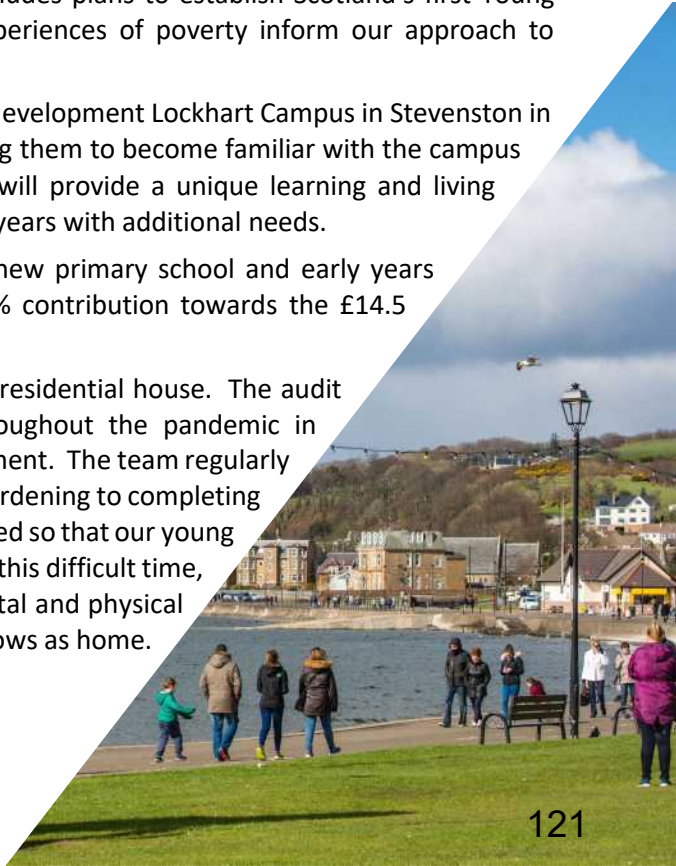 cludes plans to establish Scotland's first Young
periences of poverty inform our approach to
evelopment Lockhart Campus in Stevenston in
g them to become familiar with the campus
will provide a unique learning and living
years with additional needs.
new primary school and early years
% contribution towards the £14.5
residential house. The audit
oughout the pandemic in
ment. The team regularly
rdening to completing
ed so that our young
this difficult time,
tal and physical
ows as home.
121